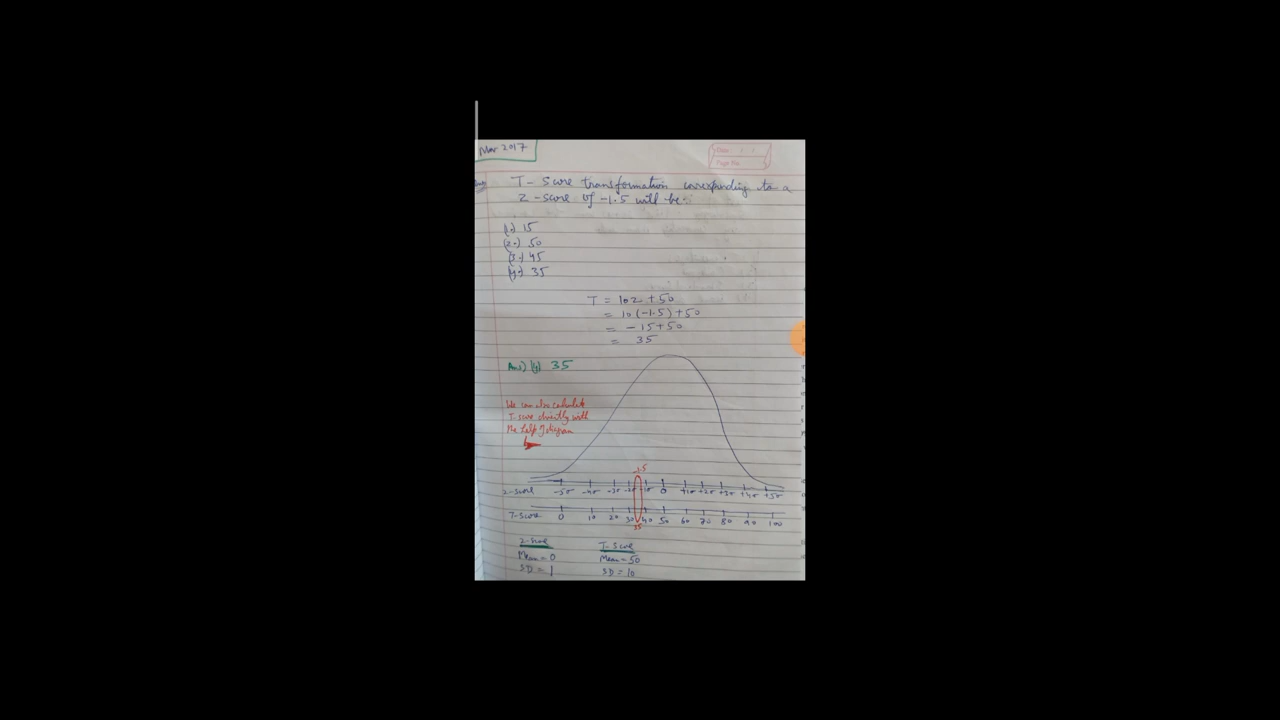 Mar 2017
Date
Page No.
Ques
T-Score transformation corresponding to a
Z-score of -1.5 will be:
(1.) 15
(2.) 50
(3.) 45
(4.) 35
T = 10z + 50
= 10(-1.5)+50
= -15+50
= 35
Ans) (4) 35
We can also calculate
T-score directly with
the help of diagram
-1.5
Z-score -5σ -4σ -3σ -2σ -1σ 0 +1σ +2σ +3σ +4σ +5σ
T-Score 0 10 20 30 40 50 60 70 80 90 100
35
Z-score T-Score
Mean=0 Mean=50
SD=1 SD=10